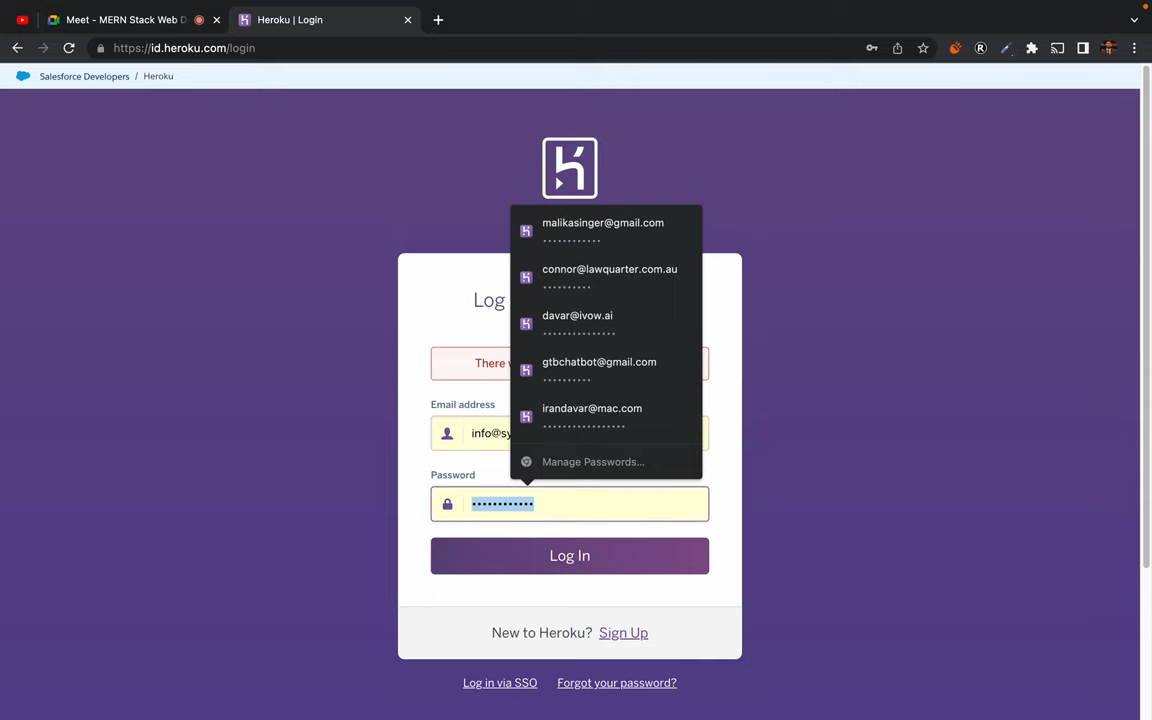 Meet - MERN Stack Web D
Heroku | Login
https://id.heroku.com/login
Salesforce Developers / Heroku
malikasinger@gmail.com
••••••••••••
connor@lawquarter.com.au
••••••••••
Log
davar@ivow.ai
•••••••••••••••
There
gtbchatbot@gmail.com
••••••••••
Email address
irandavar@mac.com
•••••••••••••••••
info@sy
Manage Passwords...
Password
••••••••••••
Log In
New to Heroku? Sign Up
Log in via SSO
Forgot your password?